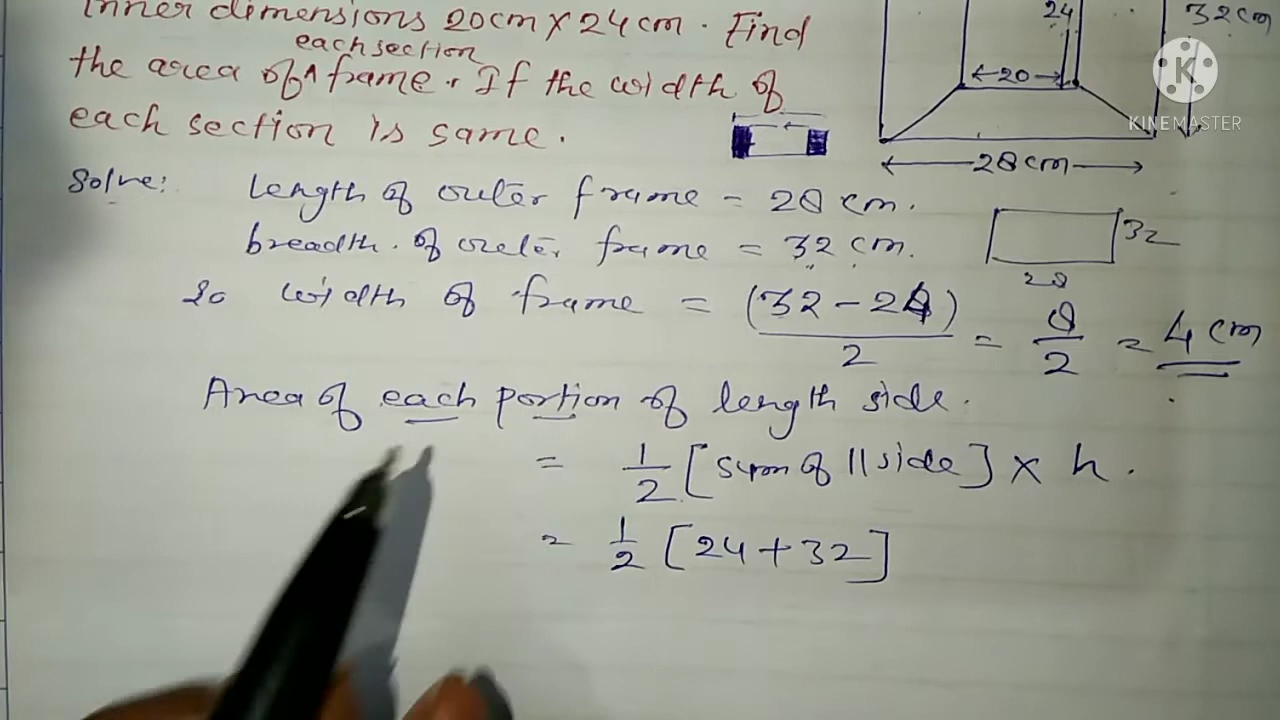 inner dimensions 20cm x 24cm. Find
each section
the area of ^ frame. If the width of
each section is same.
24
32cm
20
28cm
KINEMASTER
Solve: length of outer frame = 28 cm.
breadth. of outer frame = 32 cm.
32
28
So width of frame = (32-24)/2 = 8/2 = 4 cm
Area of each portion of length side.
= 1/2 [sum of || side] x h.
= 1/2 [24+32]